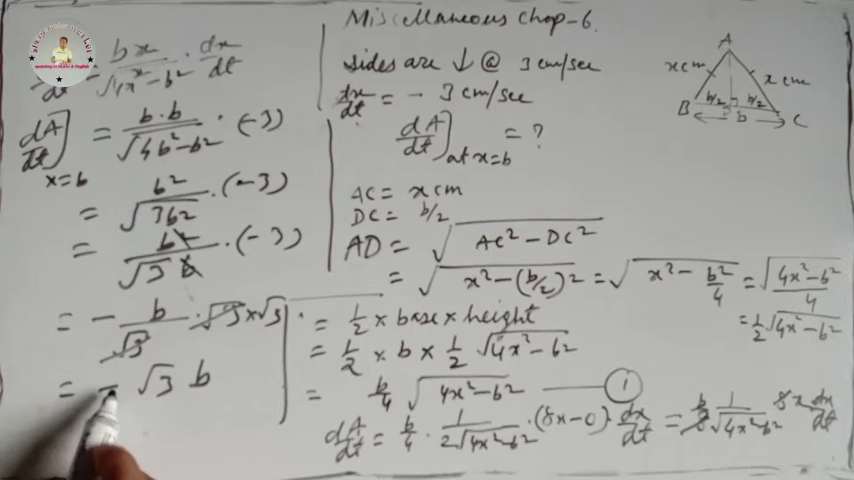 Miscellaneous chap-6.
sides are ↓ @ 3 cm/sec
dx/dt = - 3 cm/sec
dA/dt] at x=b = ?
A
x cm
x cm
B b/2 b/2 C
b
AC = x cm
DC = b/2
AD = √(AC² - DC²)
= √(x² - (b/2)²) = √(x² - b²/4) = √((4x² - b²)/4)
= 1/2 √(4x² - b²)
= 1/2 × base × height
= 1/2 × b × 1/2 √(4x² - b²)
= b/4 √(4x² - b²) — 1
dA/dt = b/4 · 1/(2√(4x² - b²)) · (8x - 0) dx/dt = b/8 1/√(4x² - b²) 8x dx/dt
dt = bx/√(4x² - b²) · dx/dt
dA/dt] x=b = b·b/√(4b² - b²) · (-3)
= b²/√(3b²) · (-3)
= b²/(√3 b) · (-3)
= - b/√3 · √3 × √3
= - √3 b